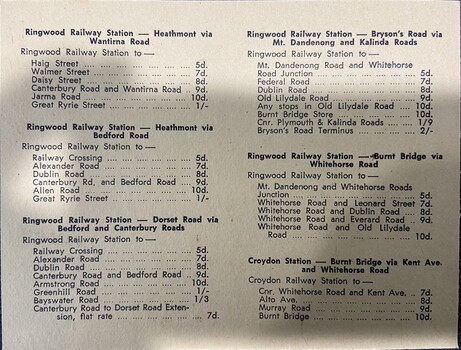 Ringwood Railway Station — Heathmont via
Wantirna Road
Ringwood Railway Station to —
Haig Street ... 5d.
Walmer Street ... 7d.
Daisy Street ... 8d.
Canterbury Road and Wantirna Road .. 9d.
Jarma Road ... 10d.
Great Ryrie Street ... 1/-
Ringwood Railway Station — Heathmont via
Bedford Road
Ringwood Railway Station to —
Railway Crossing ... 5d.
Alexander Road ... 7d.
Dublin Road ... 8d.
Canterbury Rd, and Bedford Road ... 9d.
Allen Road ... 10d.
Great Ryrie Street ... 1/-
Ringwood Railway Station — Dorset Road via
Bedford and Canterbury Roads
Ringwood Railway Station to —
Railway Crossing ... 5d.
Alexander Road ... 7d.
Dublin Road ... 8d.
Canterbury Road and Bedford Road .. 9d.
Armstrong Road ... 10d.
Greenhill Road ... 1/-
Bayswater Road ... 1/3
Canterbury Road to Dorset Road Exten-
sion, flat rate ... 7d.
Ringwood Railway Station — Bryson's Road via
Mt. Dandenong and Kalinda Roads
Ringwood Railway Station to —
Mt. Dandenong Road and Whitehorse
Road Junction ... 5d.
Federal Road ... 7d.
Dublin Road ... 8d.
Old Lilydale Road ... 9d.
Any stops in Old Lilydale Road ... 10d.
Burnt Bridge Store ... 10d.
Cnr. Plymouth & Kalinda Roads ... 1/9
Bryson's Road Terminus ... 2/-
Ringwood Railway Station — Burnt Bridge via
Whitehorse Road
Ringwood Railway Station to —
Mt. Dandenong and Whitehorse Roads
Junction ... 5d.
Whitehorse Road and Leonard Street 7d.
Whitehorse Road and Dublin Road ... 8d.
Whitehorse Road and Everard Road .. 9d.
Whitehorse Road and Old Lilydale
Road ... 10d.
Croydon Station — Burnt Bridge via Kent Ave.
and Whitehorse Road
Croydon Railway Station to —
Cnr, Whitehorse Road and Kent Ave. .. 7d.
Alto Ave. ... 8d.
Murray Road ... 9d.
Burnt Bridge ... 10d.